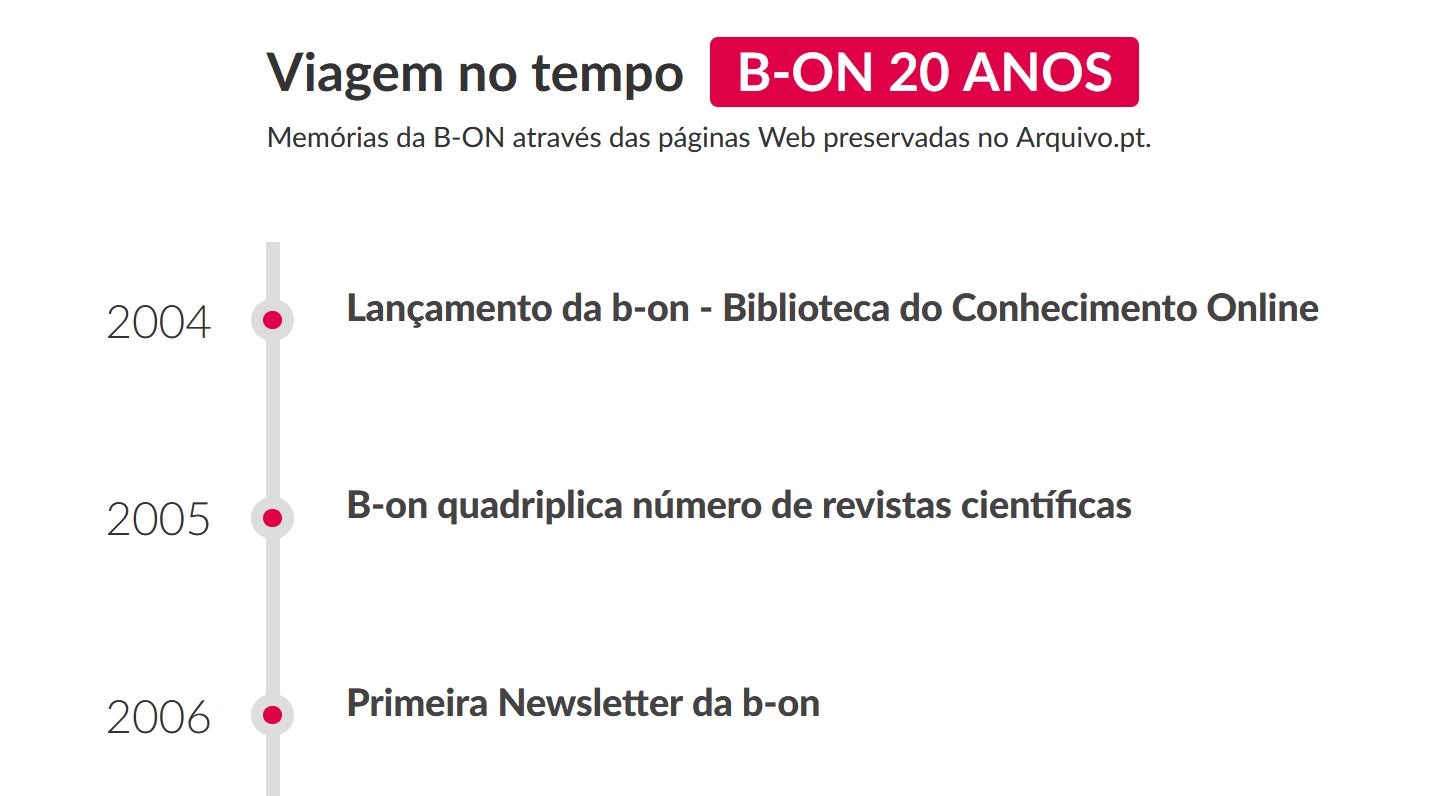 Viagem no tempo B-ON 20 ANOS
Memórias da B-ON através das páginas Web preservadas no Arquivo.pt.
2004 Lançamento da b-on - Biblioteca do Conhecimento Online
2005 B-on quadriplica número de revistas científicas
2006 Primeira Newsletter da b-on